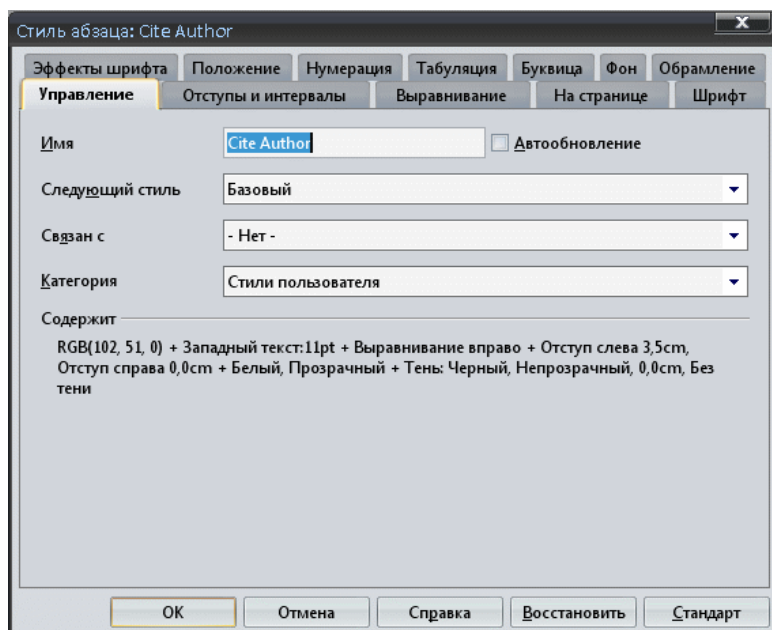 Стиль абзаца: Cite Author
x
Эффекты шрифта Положение Нумерация Табуляция Буквица Фон Обрамление
Управление Отступы и интервалы Выравнивание На странице Шрифт
Имя Cite Author Автообновление
Следующий стиль Базовый
Связан с - Нет -
Категория Стили пользователя
Содержит
RGB(102, 51, 0) + Западный текст:11pt + Выравнивание вправо + Отступ слева 3,5cm,
Отступ справа 0,0cm + Белый, Прозрачный + Тень: Черный, Непрозрачный, 0,0cm, Без
тени
OK Отмена Справка Восстановить Стандарт